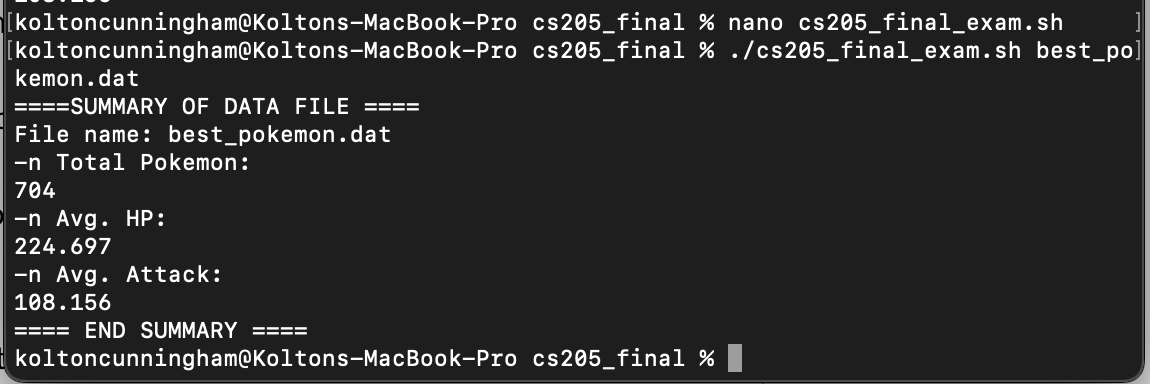 [koltoncunningham@Koltons-MacBook-Pro cs205_final % nano cs205_final_exam.sh ]
[koltoncunningham@Koltons-MacBook-Pro cs205_final % ./cs205_final_exam.sh best_po]
kemon.dat
====SUMMARY OF DATA FILE ====
File name: best_pokemon.dat
-n Total Pokemon:
704
-n Avg. HP:
224.697
-n Avg. Attack:
108.156
==== END SUMMARY ====
koltoncunningham@Koltons-MacBook-Pro cs205_final %